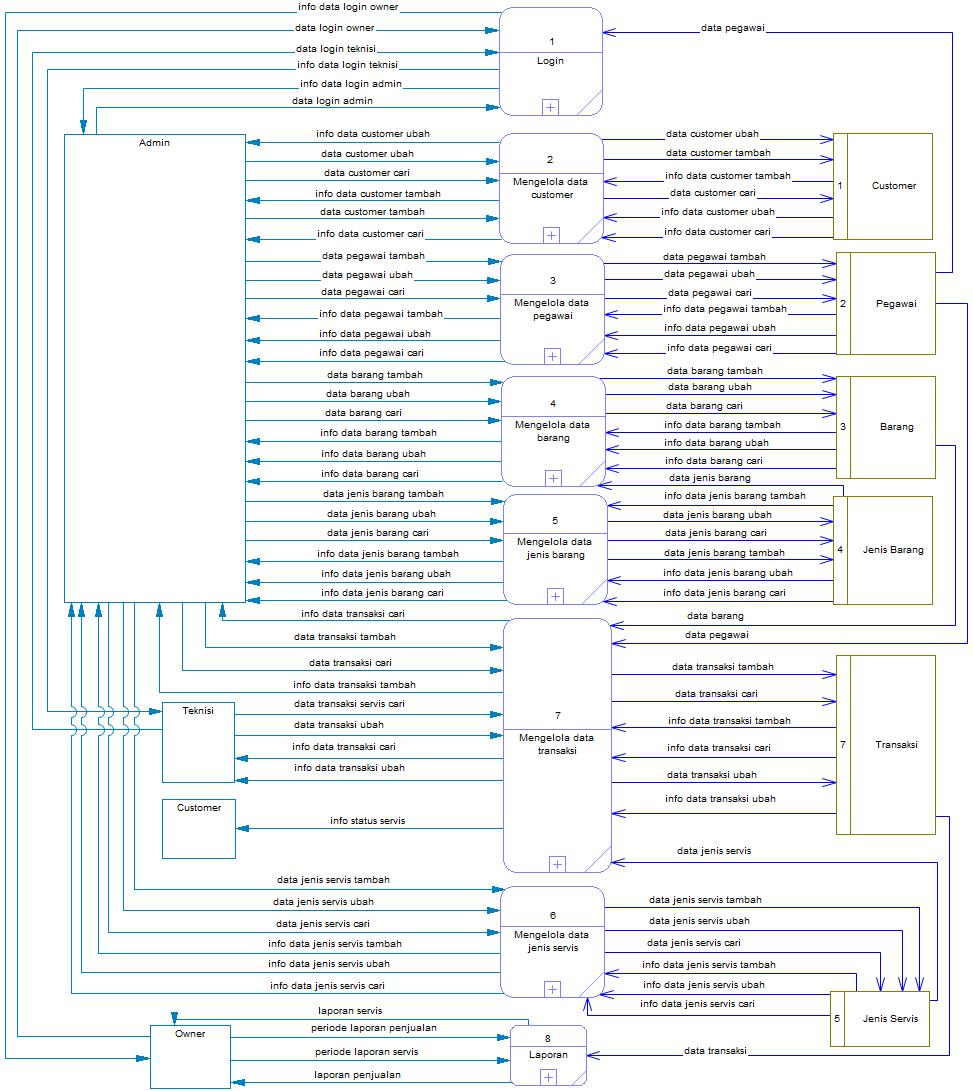 info data login owner
data login owner
data login teknisi
info data login teknisi
info data login admin
data login admin
1
Login
data pegawai
Admin
info data customer ubah
data customer ubah
data customer cari
info data customer tambah
data customer tambah
info data customer cari
2
Mengelola data
customer
data customer ubah
data customer tambah
info data customer tambah
data customer cari
info data customer ubah
info data customer cari
1
Customer
data pegawai tambah
data pegawai ubah
data pegawai cari
info data pegawai tambah
info data pegawai ubah
info data pegawai cari
3
Mengelola data
pegawai
data pegawai tambah
data pegawai ubah
data pegawai cari
info data pegawai tambah
info data pegawai ubah
info data pegawai cari
2
Pegawai
data barang tambah
data barang ubah
data barang cari
info data barang tambah
info data barang ubah
info data barang cari
4
Mengelola data
barang
data barang tambah
data barang ubah
data barang cari
info data barang tambah
info data barang ubah
info data barang cari
data jenis barang
3
Barang
data jenis barang tambah
data jenis barang ubah
data jenis barang cari
info data jenis barang tambah
info data jenis barang ubah
info data jenis barang cari
5
Mengelola data
jenis barang
info data jenis barang tambah
data jenis barang ubah
data jenis barang cari
data jenis barang tambah
info data jenis barang ubah
info data jenis barang cari
4
Jenis Barang
info data transaksi cari
data transaksi tambah
data transaksi cari
info data transaksi tambah
Teknisi
data transaksi servis cari
data transaksi ubah
info data transaksi cari
info data transaksi ubah
Customer
info status servis
7
Mengelola data
transaksi
data barang
data pegawai
data transaksi tambah
data transaksi cari
info data transaksi tambah
info data transaksi cari
data transaksi ubah
info data transaksi ubah
7
Transaksi
data jenis servis
data jenis servis tambah
data jenis servis ubah
data jenis servis cari
info data jenis servis tambah
info data jenis servis ubah
info data jenis servis cari
6
Mengelola data
jenis servis
data jenis servis tambah
data jenis servis ubah
data jenis servis cari
info data jenis servis tambah
info data jenis servis ubah
info data jenis servis cari
5
Jenis Servis
laporan servis
Owner
periode laporan penjualan
periode laporan servis
laporan penjualan
8
Laporan
data transaksi